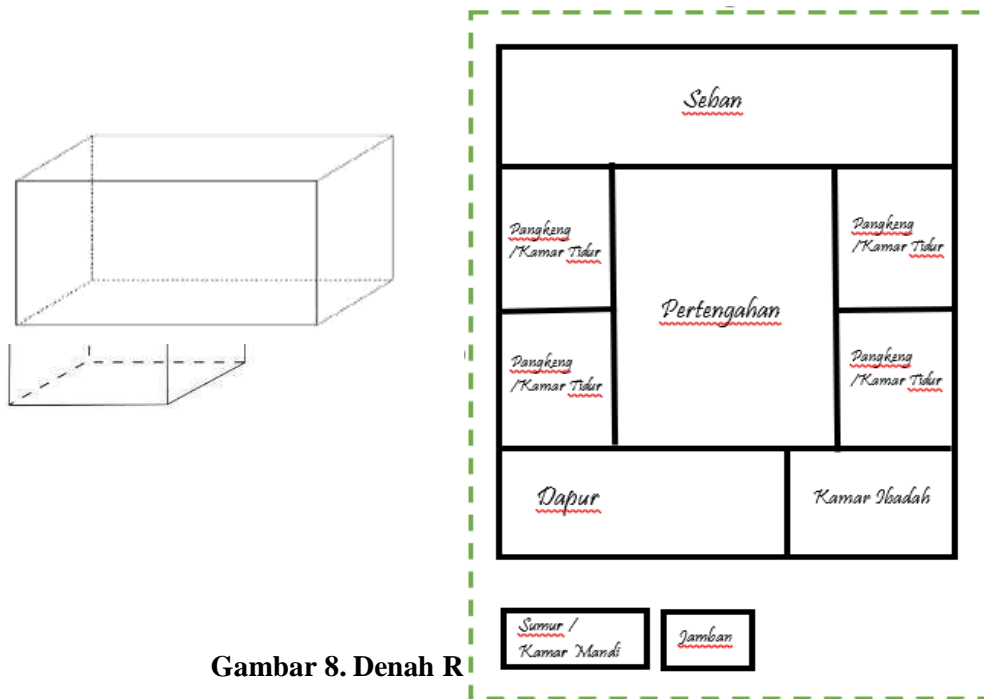 Seban
Pangkeng
/Kamar Tidur
Pangkeng
/Kamar Tidur
Pertengahan
Pangkeng
/Kamar Tidur
Pangkeng
/Kamar Tidur
Dapur
Kamar Ibadah
Sumur /
Kamar Mandi
Jamban
Gambar 8. Denah R